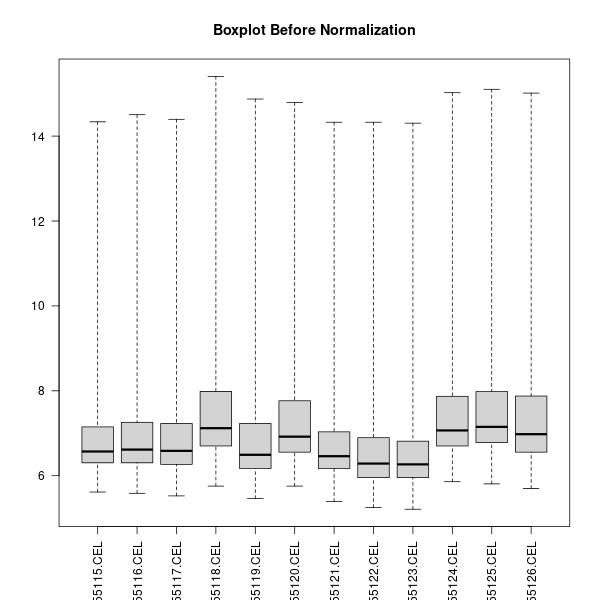 Boxplot Before Normalization
14
12
10
8
6
55115.CEL
55116.CEL
55117.CEL
55118.CEL
55119.CEL
55120.CEL
55121.CEL
55122.CEL
55123.CEL
55124.CEL
55125.CEL
55126.CEL